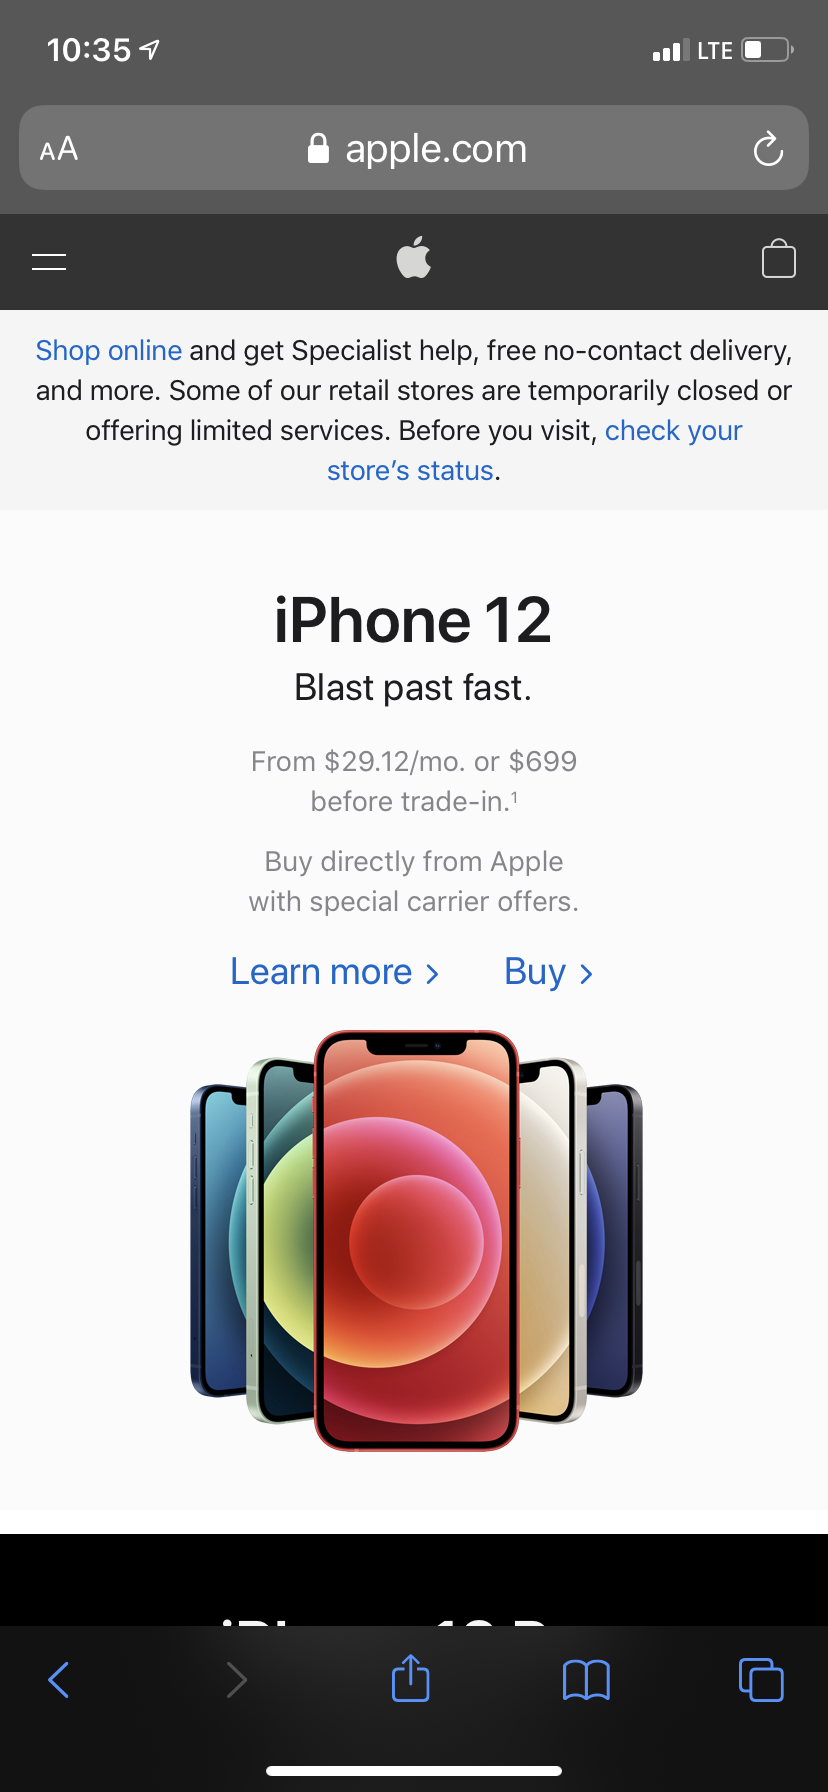 10:35
LTE
AA
apple.com
Shop online and get Specialist help, free no-contact delivery,
and more. Some of our retail stores are temporarily closed or
offering limited services. Before you visit, check your
store’s status.
iPhone 12
Blast past fast.
From $29.12/mo. or $699
before trade-in.¹
Buy directly from Apple
with special carrier offers.
Learn more >
Buy >